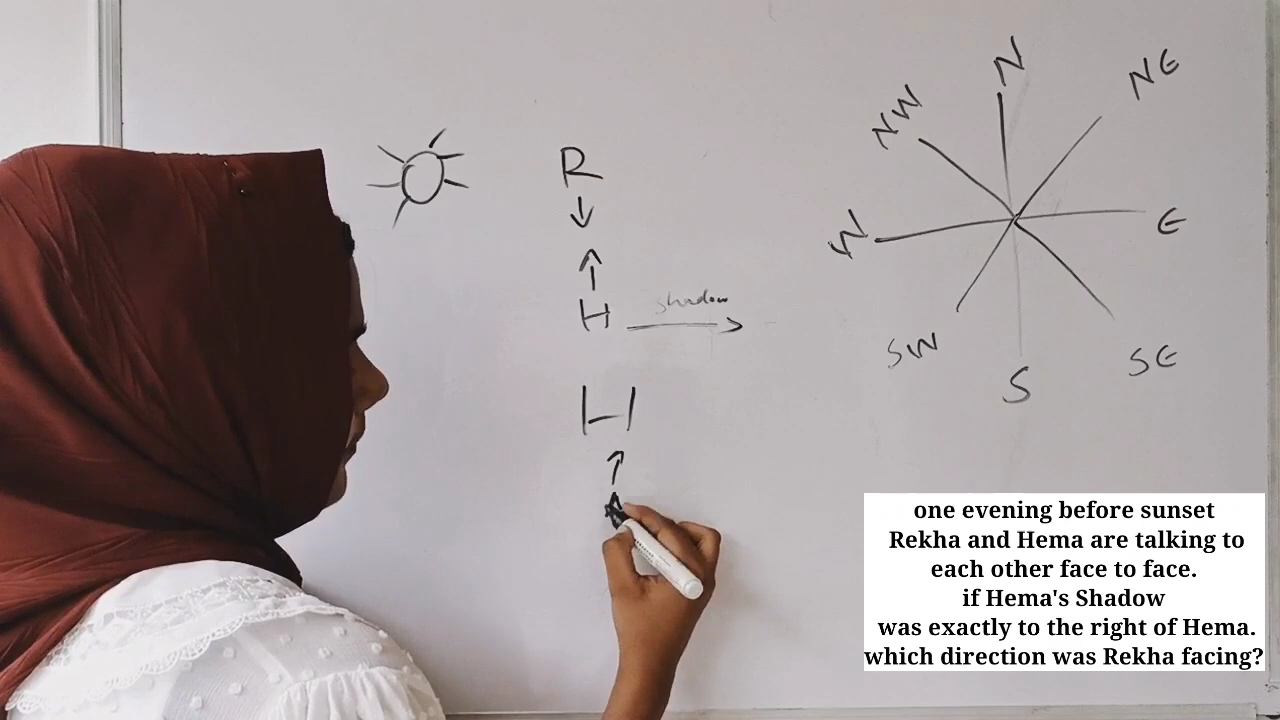 R
H
shadow
H
N
NE
E
SE
S
SW
W
NW
one evening before sunset
Rekha and Hema are talking to
each other face to face.
if Hema's Shadow
was exactly to the right of Hema.
which direction was Rekha facing?